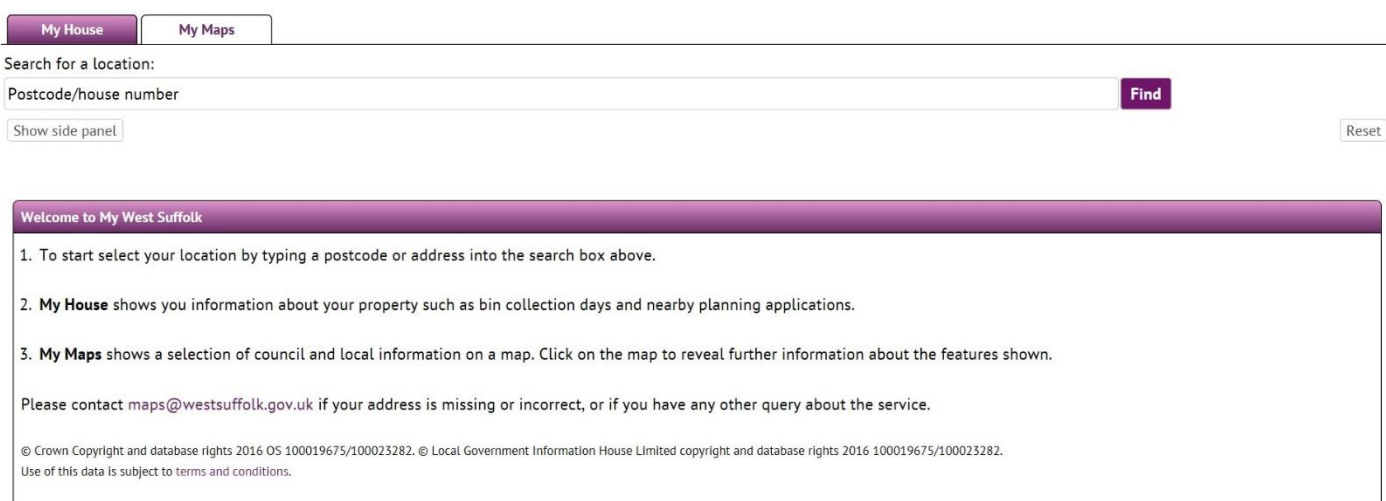 My House
My Maps
Search for a location:
Postcode/house number
Find
Show side panel
Reset
Welcome to My West Suffolk
1. To start select your location by typing a postcode or address into the search box above.
2. My House shows you information about your property such as bin collection days and nearby planning applications.
3. My Maps shows a selection of council and local information on a map. Click on the map to reveal further information about the features shown.
Please contact maps@westsuffolk.gov.uk if your address is missing or incorrect, or if you have any other query about the service.
© Crown Copyright and database rights 2016 OS 100019675/100023282. © Local Government Information House Limited copyright and database rights 2016 100019675/100023282.
Use of this data is subject to terms and conditions.